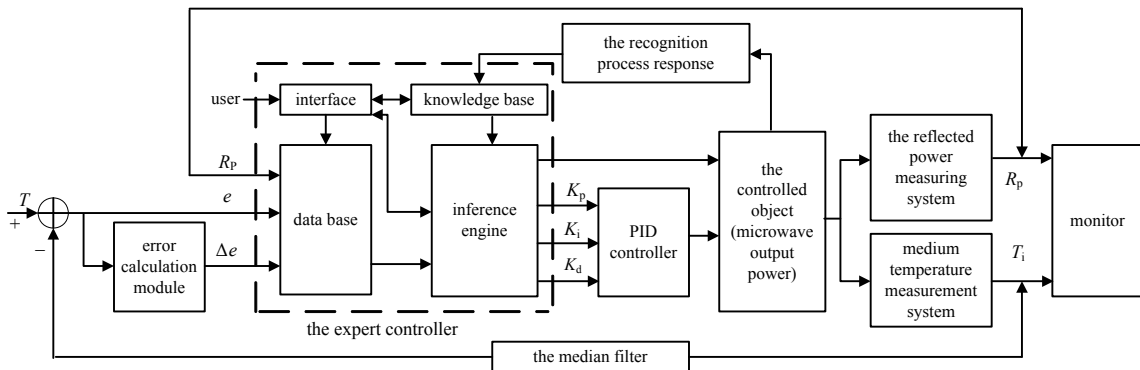 the recognition
process response
user
interface
knowledge base
the reflected
power
measuring
system
the
controlled
object
(microwave
output
power)
R_P
R_p
T
+
−
e
data base
inference
engine
K_p
K_i
K_d
PID
controller
monitor
error
calculation
module
Δe
medium
temperature
measurement
system
T_i
the expert controller
the median filter